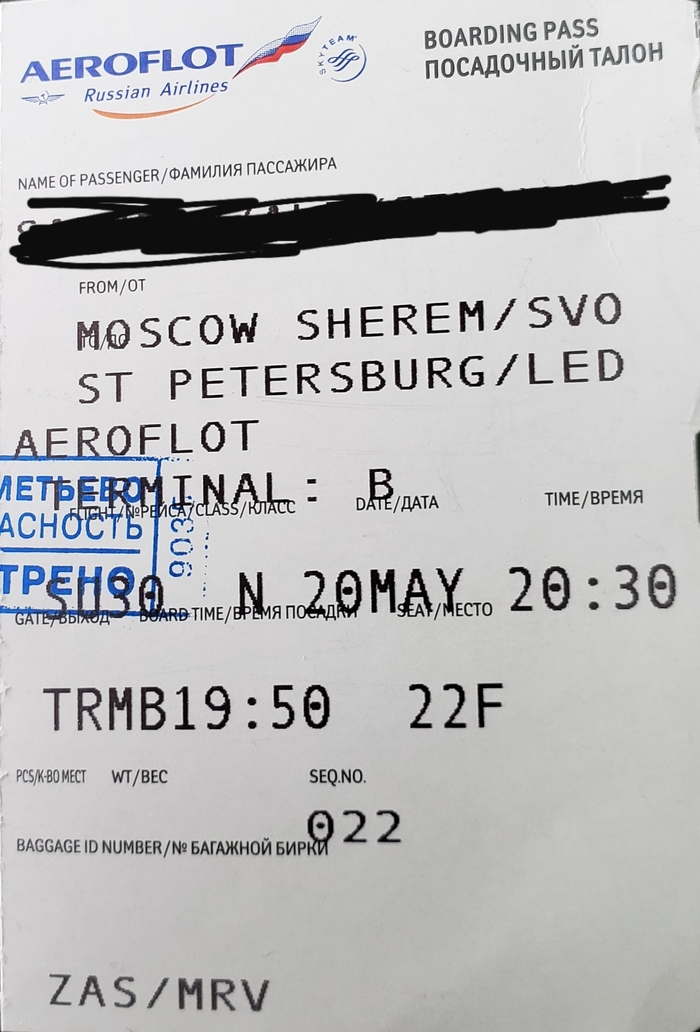 AEROFLOT
Russian Airlines
SKYTEAM
BOARDING PASS
ПОСАДОЧНЫЙ ТАЛОН
NAME OF PASSENGER/ФАМИЛИЯ ПАССАЖИРА
FROM/ОТ
MOSCOW SHEREM/SVO
ST PETERSBURG/LED
AEROFLOT
TERMINAL: B
МЕТЬЕВО
АСНОСТЬ
ТРЕНО
FLIGHT/№РЕЙСА/CLASS/КЛАСС DATE/ДАТА TIME/ВРЕМЯ
SU30 N 20MAY 20:30
GATE/ВЫХОД BOARD TIME/ВРЕМЯ ПОСАДКИ SEAT/МЕСТО
TRMB19:50 22F
PCS/К-ВО МЕСТ WT/ВЕС SEQ.NO.
022
BAGGAGE ID NUMBER/№ БАГАЖНОЙ БИРКИ
ZAS/MRV